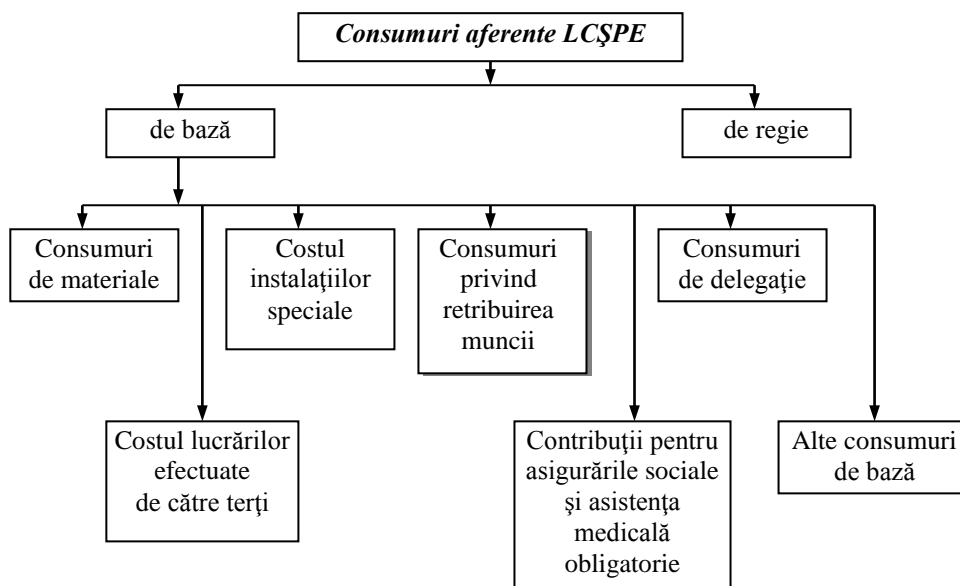 Consumuri aferente LCŞPE
de bază
de regie
Consumuri
de materiale
Costul
instalaţiilor
speciale
Consumuri
privind
retribuirea
muncii
Consumuri
de delegaţie
Costul lucrărilor
efectuate
de către terţi
Contribuţii pentru
asigurările sociale
şi asistenţa
medicală
obligatorie
Alte consumuri
de bază